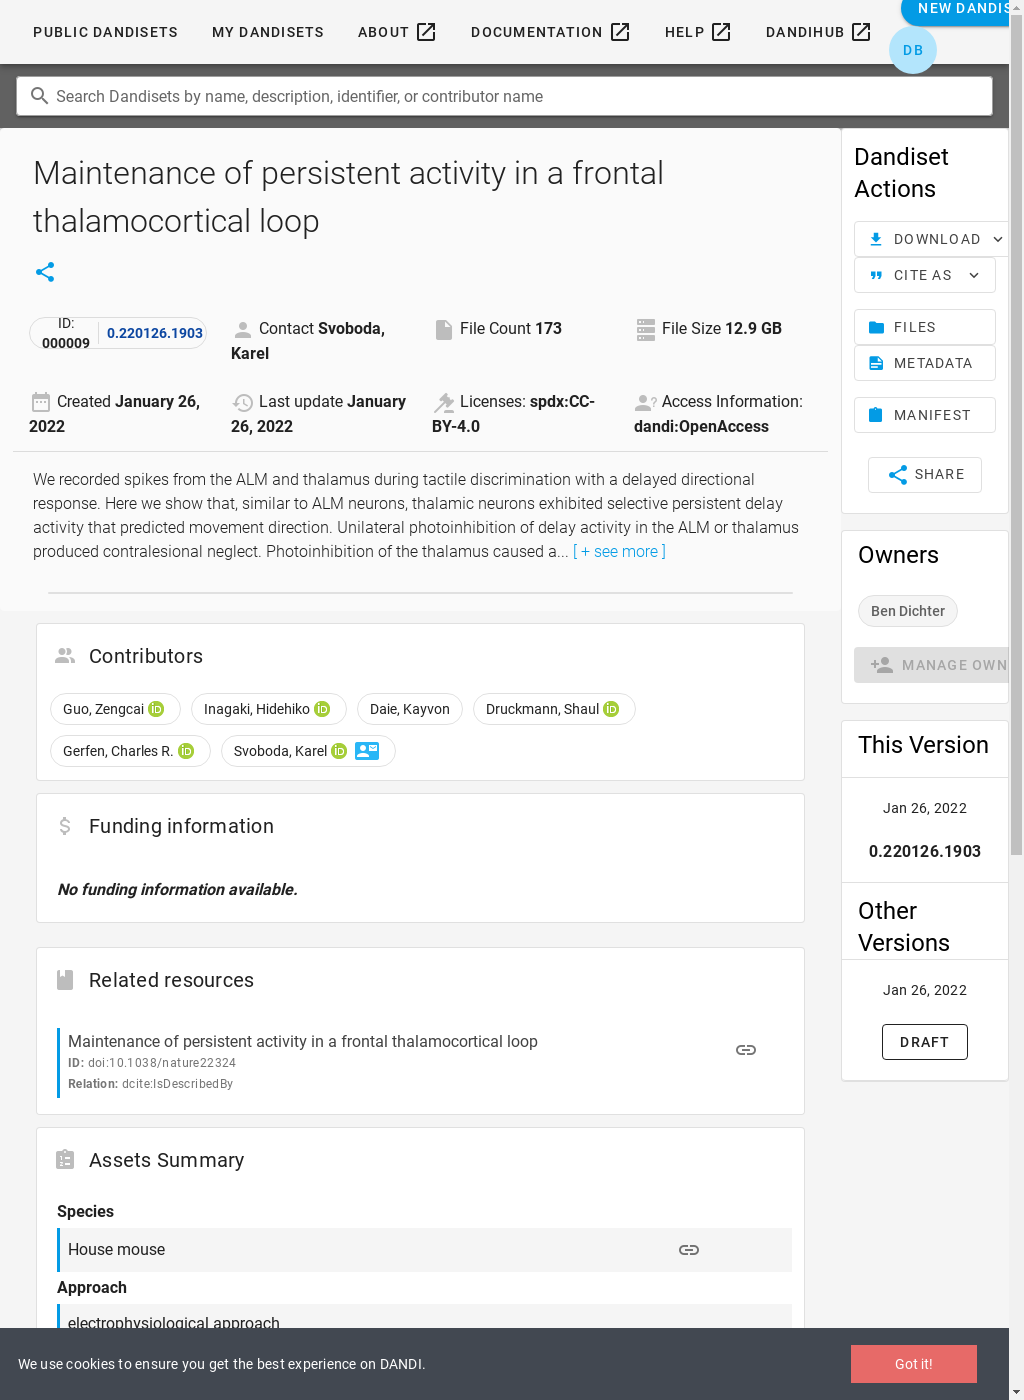 PUBLIC DANDISETS MY DANDISETS ABOUT DOCUMENTATION HELP DANDIHUB
NEW DANDIS
DB
Search Dandisets by name, description, identifier, or contributor name
Maintenance of persistent activity in a frontal
thalamocortical loop
ID:
000009
0.220126.1903
Contact Svoboda,
Karel
File Count 173
File Size 12.9 GB
Created January 26,
2022
Last update January
26, 2022
Licenses: spdx:CC-
BY-4.0
Access Information:
dandi:OpenAccess
We recorded spikes from the ALM and thalamus during tactile discrimination with a delayed directional
response. Here we show that, similar to ALM neurons, thalamic neurons exhibited selective persistent delay
activity that predicted movement direction. Unilateral photoinhibition of delay activity in the ALM or thalamus
produced contralesional neglect. Photoinhibition of the thalamus caused a... [ + see more ]
Contributors
Guo, Zengcai iD Inagaki, Hidehiko iD Daie, Kayvon Druckmann, Shaul iD
Gerfen, Charles R. iD Svoboda, Karel iD
Funding information
No funding information available.
Related resources
Maintenance of persistent activity in a frontal thalamocortical loop
ID: doi:10.1038/nature22324
Relation: dcite:IsDescribedBy
Assets Summary
Species
House mouse
Approach
electrophysiological approach
Dandiset
Actions
DOWNLOAD
CITE AS
FILES
METADATA
MANIFEST
SHARE
Owners
Ben Dichter
MANAGE OWN
This Version
Jan 26, 2022
0.220126.1903
Other
Versions
Jan 26, 2022
DRAFT
We use cookies to ensure you get the best experience on DANDI.
Got it!